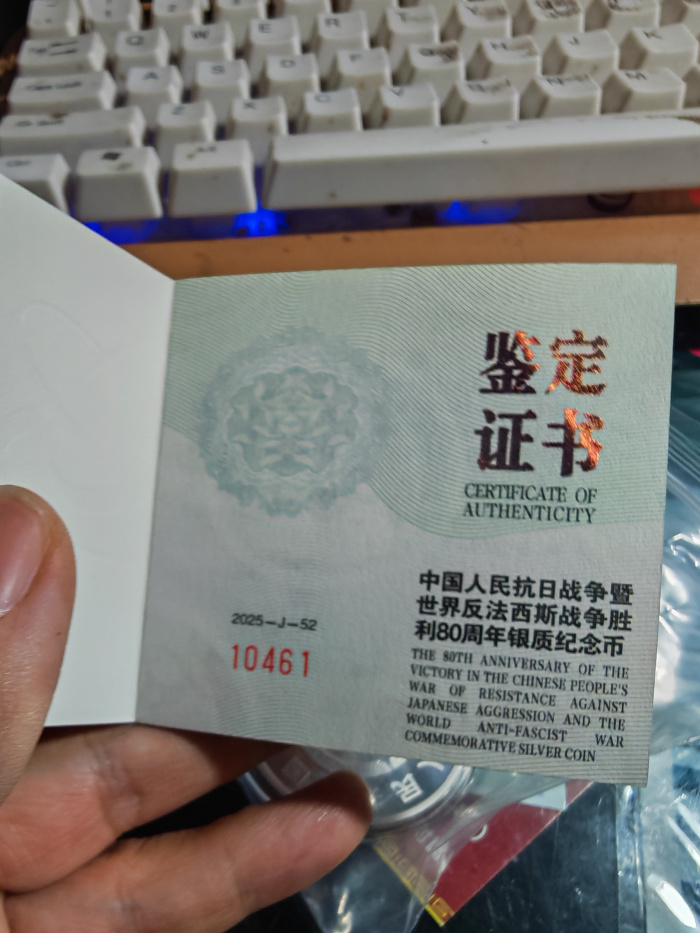 Q W E R
A S D F J K
Z X C V M
鉴定
证书
CERTIFICATE OF
AUTHENTICITY
中国人民抗日战争暨
世界反法西斯战争胜
利80周年银质纪念币
THE 80TH ANNIVERSARY OF THE
VICTORY IN THE CHINESE PEOPLE'S
WAR OF RESISTANCE AGAINST
JAPANESE AGGRESSION AND THE
WORLD ANTI-FASCIST WAR
COMMEMORATIVE SILVER COIN
2025-J-52
10461